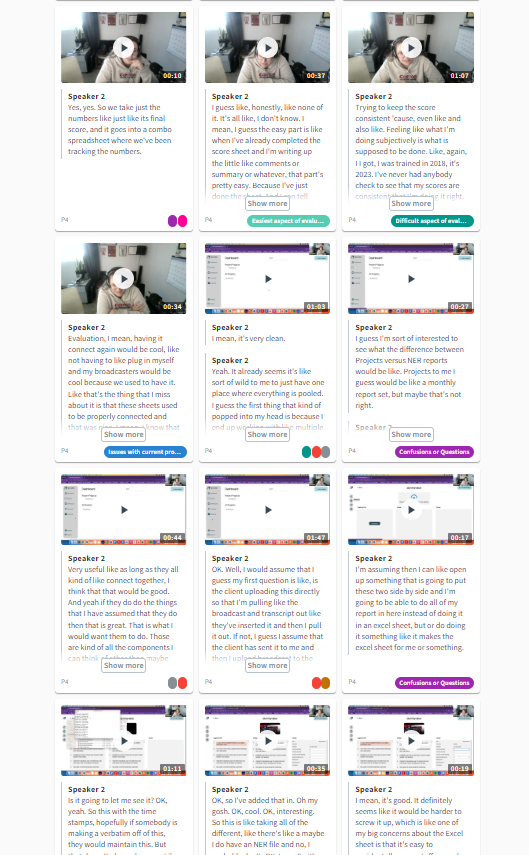 00:10
Speaker 2
Yes, yes. So we take just the
numbers like just like its final
score, and it goes into a combo
spreadsheet where we've been
tracking the numbers.
P4
00:37
Speaker 2
I guess like, honestly, like none of
it. It's all like, I don't know. I
mean, I guess the easy part is like
when I've already completed the
score sheet and I'm writing up
the little like comments or
summary or whatever, that part's
pretty easy. Because I've just
Show more
P4
Easiest aspect of evalu...
01:07
Speaker 2
Trying to keep the score
consistent 'cause, even like and
also like. Feeling like what I'm
doing subjectively is what is
supposed to be done. Like, again,
I I got, I was trained in 2018, it's
2023. I've never had anybody
check to see that my scores are
consistent that I'm doing it right.
Show more
P4
Difficult aspect of eval...
00:34
Speaker 2
Evaluation, I mean, having it
connect again would be cool, like
not having to like plug in myself
and my broadcasters would be
cool because we used to have it.
Like that's the thing that I miss
about it is that these sheets used
to be properly connected and
Show more
P4
Issues with current pro...
01:03
Speaker 2
I mean, it's very clean.
Speaker 2
Yeah. It already seems it's like
sort of wild to me to just have one
place where everything is pooled.
I guess the first thing that kind of
popped into my head is because I
end up working with like multiple
Show more
P4
00:27
Speaker 2
I guess I'm sort of interested to
see what the difference between
Projects versus NER reports
would be like. Projects to me I
guess would be like a monthly
report set, but maybe that's not
right.
Speaker 2
Show more
P4
Confusions or Questions
00:44
Speaker 2
Very useful like as long as they all
kind of like connect together, I
think that that would be good.
And yeah if they do do the things
that I have assumed that they do
then that is great. That is what I
would want them to do. Those
are kind of all the components I
can think of other than maybe
Show more
P4
01:47
Speaker 2
OK. Well, I would assume that I
guess my first question is like, is
the client uploading this directly
so that I'm pulling like the
broadcast and transcript out like
they've inserted it and then I pull
it out. If not, I guess I assume that
the client has sent it to me and
Show more
P4
00:17
Speaker 2
I'm assuming then I can like open
up something that is going to put
these two side by side and I'm
going to be able to do all of my
report in here instead of doing it
in an excel sheet, but or do doing
it something like it makes the
excel sheet for me or something.
P4
Confusions or Questions
01:11
Speaker 2
Is it going to let me see it? OK,
yeah. So this with the time
stamps, hopefully if somebody is
making a verbatim off of this,
they would maintain this. But
00:35
Speaker 2
OK, so I've added that in. Oh my
gosh. OK, cool. OK, interesting.
So this is like taking all of the
different, like there's like a maybe
I do have an NER file and no, I
00:19
Speaker 2
I mean, it's good. It definitely
seems like it would be harder to
screw it up, which is like one of
my big concerns about the Excel
sheet is that it's easy to